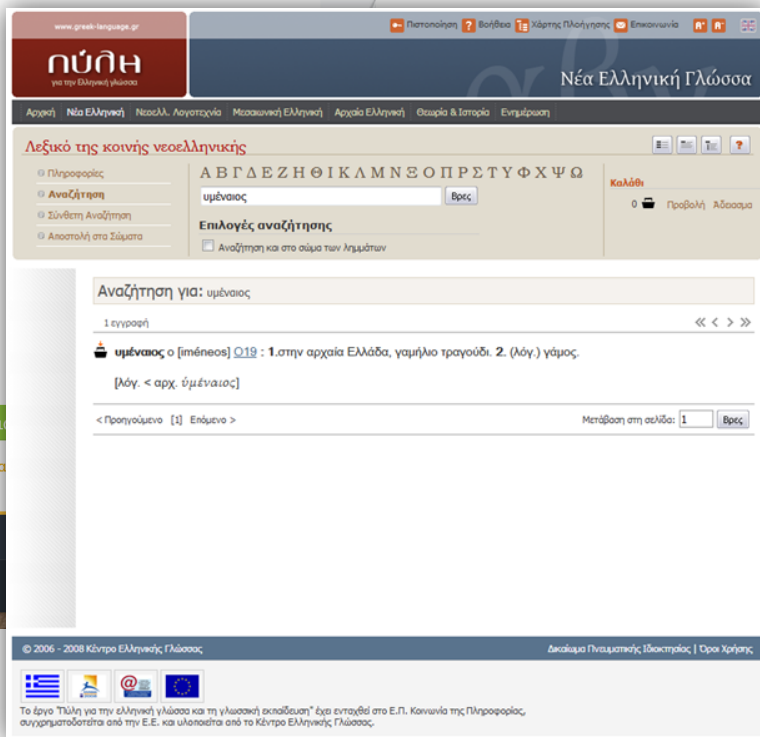 www.greek-language.gr
Πιστοποίηση Βοήθεια Χάρτης Πλοήγησης Επικοινωνία
πύλη
για την Ελληνική γλώσσα
Νέα Ελληνική Γλώσσα
Αρχική Νέα Ελληνική Νεοελλ. Λογοτεχνία Μεσαιωνική Ελληνική Αρχαία Ελληνική Θεωρία & Ιστορία Ενημέρωση
Λεξικό της κοινής νεοελληνικής
Πληροφορίες
Αναζήτηση
Σύνθετη Αναζήτηση
Αποστολή στα Σώματα
Α Β Γ Δ Ε Ζ Η Θ Ι Κ Λ Μ Ν Ξ Ο Π Ρ Σ Τ Υ Φ Χ Ψ Ω
υμέναιος Βρες
Επιλογές αναζήτησης
Αναζήτηση και στο σώμα των λημμάτων
Καλάθι
0 Προβολή Άδειασμα
Αναζήτηση για: υμέναιος
1 εγγραφή
υμέναιος ο [iméneos] Ο19 : 1.στην αρχαία Ελλάδα, γαμήλιο τραγούδι. 2. (λόγ.) γάμος.
[λόγ. < αρχ. ὑμέναιος]
< Προηγούμενο [1] Επόμενο >
Μετάβαση στη σελίδα: 1 Βρες
© 2006 - 2008 Κέντρο Ελληνικής Γλώσσας
Δικαίωμα Πνευματικής Ιδιοκτησίας | Όροι Χρήσης
Το έργο "Πύλη για την ελληνική γλώσσα και τη γλωσσική εκπαίδευση" έχει ενταχθεί στο Ε.Π. Κοινωνία της Πληροφορίας,
συγχρηματοδοτείται από την Ε.Ε. και υλοποιείται από το Κέντρο Ελληνικής Γλώσσας.